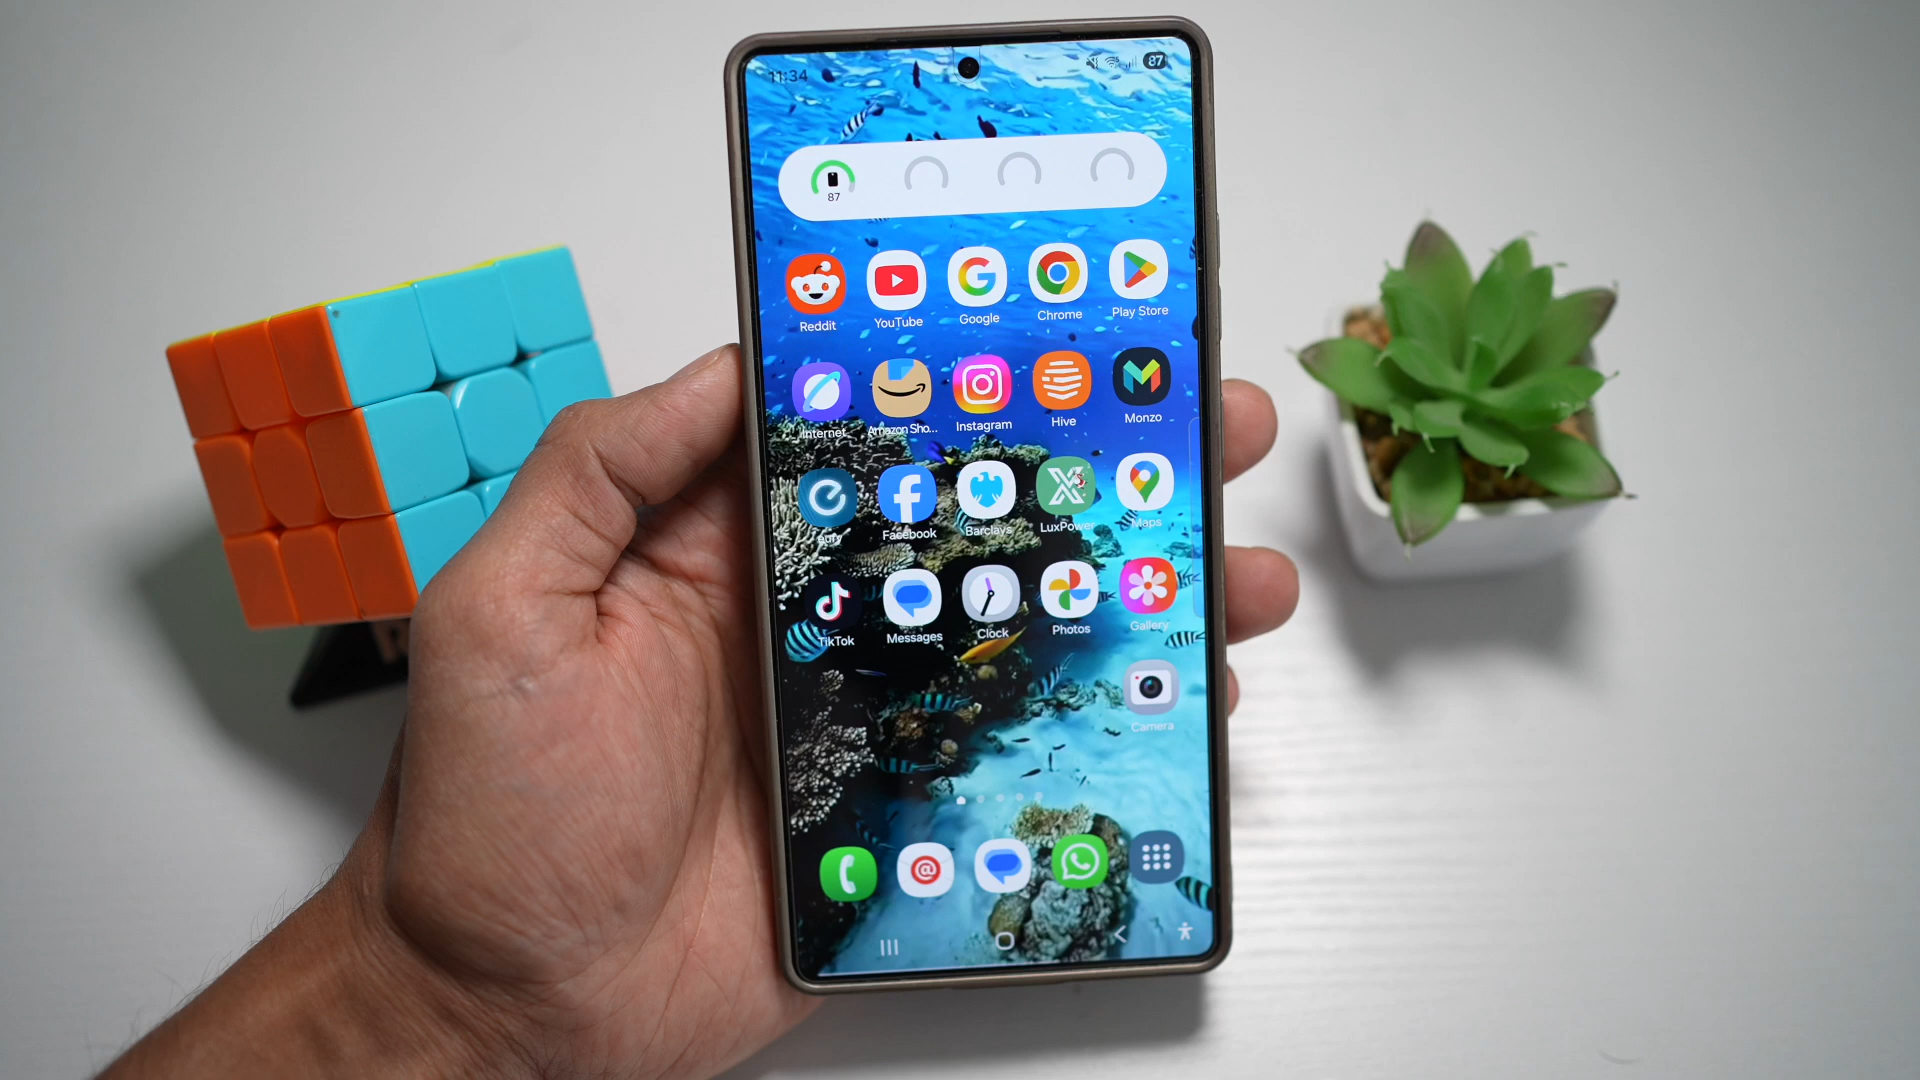 11:34
87
87
Reddit
YouTube
Google
Chrome
Play Store
Internet
Amazon Sho...
Instagram
Hive
Monzo
eufy
Facebook
Barclays
LuxPower
Maps
TikTok
Messages
Clock
Photos
Gallery
Camera